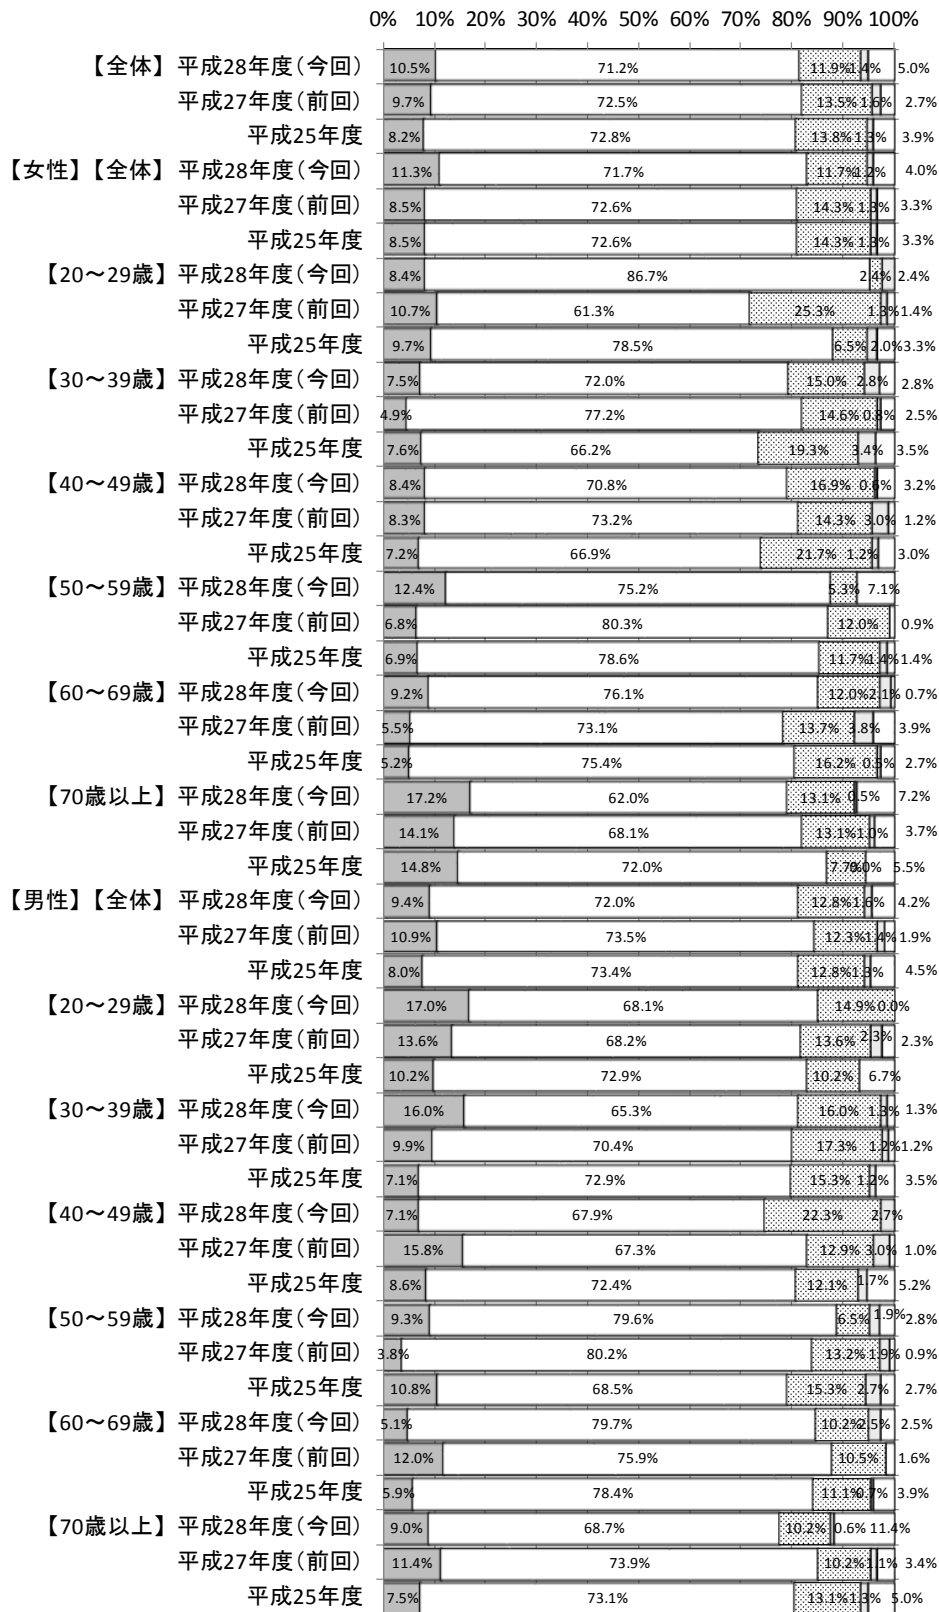 0% 10% 20% 30% 40% 50% 60% 70% 80% 90% 100%
【全体】 平成28年度(今回) 10.5% 71.2% 11.9% 1.4% 5.0%
平成27年度(前回) 9.7% 72.5% 13.5% 1.6% 2.7%
平成25年度 8.2% 72.8% 13.8% 1.3% 3.9%
【女性】【全体】 平成28年度(今回) 11.3% 71.7% 11.7% 1.2% 4.0%
平成27年度(前回) 8.5% 72.6% 14.3% 1.3% 3.3%
平成25年度 8.5% 72.6% 14.3% 1.3% 3.3%
【20～29歳】 平成28年度(今回) 8.4% 86.7% 2.4% 2.4%
平成27年度(前回) 10.7% 61.3% 25.3% 1.3% 1.4%
平成25年度 9.7% 78.5% 6.5% 2.0% 3.3%
【30～39歳】 平成28年度(今回) 7.5% 72.0% 15.0% 2.8% 2.8%
平成27年度(前回) 4.9% 77.2% 14.6% 0.8% 2.5%
平成25年度 7.6% 66.2% 19.3% 3.4% 3.5%
【40～49歳】 平成28年度(今回) 8.4% 70.8% 16.9% 0.6% 3.2%
平成27年度(前回) 8.3% 73.2% 14.3% 3.0% 1.2%
平成25年度 7.2% 66.9% 21.7% 1.2% 3.0%
【50～59歳】 平成28年度(今回) 12.4% 75.2% 5.3% 7.1%
平成27年度(前回) 6.8% 80.3% 12.0% 0.9%
平成25年度 6.9% 78.6% 11.7% 1.4% 1.4%
【60～69歳】 平成28年度(今回) 9.2% 76.1% 12.0% 2.1% 0.7%
平成27年度(前回) 5.5% 73.1% 13.7% 3.8% 3.9%
平成25年度 5.2% 75.4% 16.2% 0.5% 2.7%
【70歳以上】 平成28年度(今回) 17.2% 62.0% 13.1% 0.5% 7.2%
平成27年度(前回) 14.1% 68.1% 13.1% 1.0% 3.7%
平成25年度 14.8% 72.0% 7.7% 0.0% 5.5%
【男性】【全体】 平成28年度(今回) 9.4% 72.0% 12.8% 1.6% 4.2%
平成27年度(前回) 10.9% 73.5% 12.3% 1.4% 1.9%
平成25年度 8.0% 73.4% 12.8% 1.3% 4.5%
【20～29歳】 平成28年度(今回) 17.0% 68.1% 14.9% 0.0%
平成27年度(前回) 13.6% 68.2% 13.6% 2.3% 2.3%
平成25年度 10.2% 72.9% 10.2% 6.7%
【30～39歳】 平成28年度(今回) 16.0% 65.3% 16.0% 1.3% 1.3%
平成27年度(前回) 9.9% 70.4% 17.3% 1.2% 1.2%
平成25年度 7.1% 72.9% 15.3% 1.2% 3.5%
【40～49歳】 平成28年度(今回) 7.1% 67.9% 22.3% 2.7%
平成27年度(前回) 15.8% 67.3% 12.9% 3.0% 1.0%
平成25年度 8.6% 72.4% 12.1% 1.7% 5.2%
【50～59歳】 平成28年度(今回) 9.3% 79.6% 6.5% 1.9% 2.8%
平成27年度(前回) 3.8% 80.2% 13.2% 1.9% 0.9%
平成25年度 10.8% 68.5% 15.3% 2.7% 2.7%
【60～69歳】 平成28年度(今回) 5.1% 79.7% 10.2% 2.5% 2.5%
平成27年度(前回) 12.0% 75.9% 10.5% 1.6%
平成25年度 5.9% 78.4% 11.1% 0.7% 3.9%
【70歳以上】 平成28年度(今回) 9.0% 68.7% 10.2% 0.6% 11.4%
平成27年度(前回) 11.4% 73.9% 10.2% 1.1% 3.4%
平成25年度 7.5% 73.1% 13.1% 1.3% 5.0%